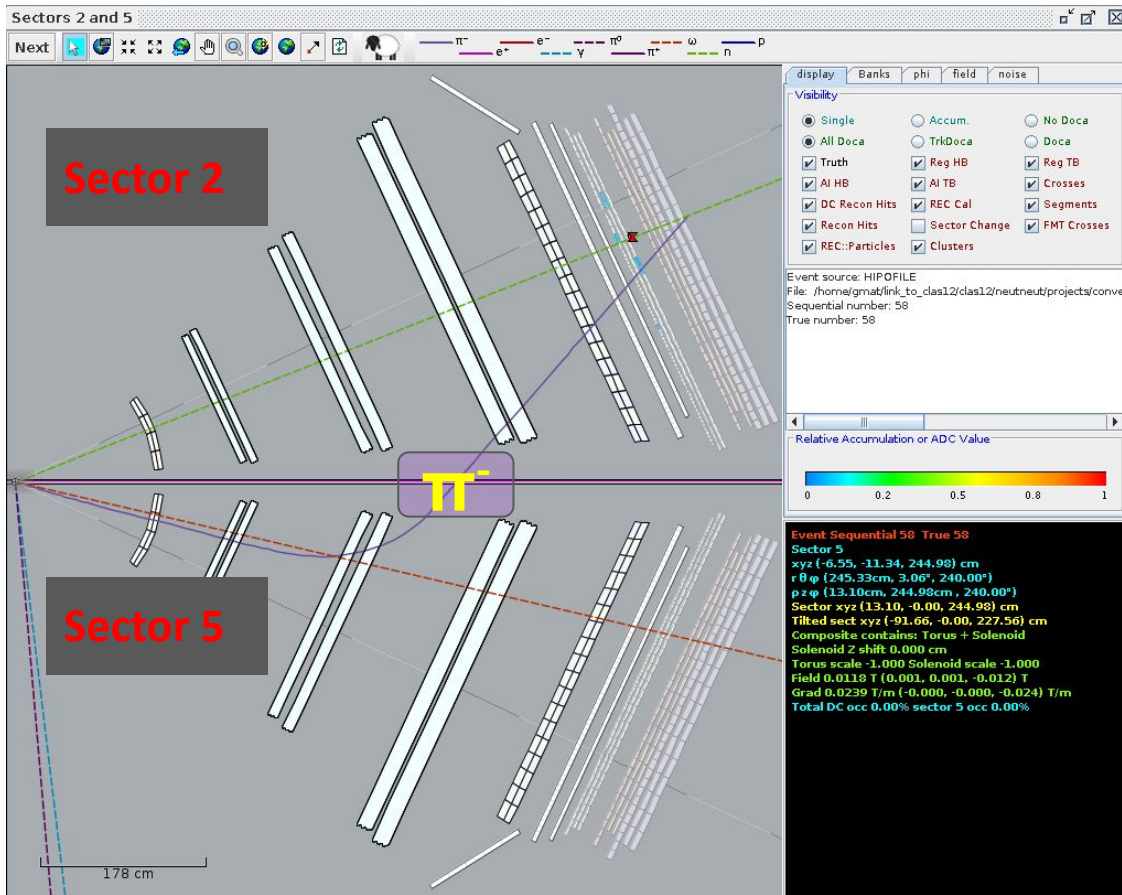 Sectors 2 and 5
Next
π⁻ e⁻ π⁰ ω p
e⁺ γ π⁺ n
display Banks phi field noise
Visibility
Single Accum. No Doca
All Doca TrkDoca Doca
Truth Reg HB Reg TB
AI HB AI TB Crosses
DC Recon Hits REC Cal Segments
Recon Hits Sector Change FMT Crosses
REC::Particles Clusters
Sector 2
Event source: HIPOFILE
File: /home/gmat/link_to_clas12/clas12/neutneut/projects/conve
Sequential number: 58
True number: 58
Relative Accumulation or ADC Value
0 0.2 0.5 0.8 1
π⁻
Sector 5
Event Sequential 58 True 58
Sector 5
xyz (-6.55, -11.34, 244.98) cm
r θ φ (245.33cm, 3.06°, 240.00°)
ρ z φ (13.10cm, 244.98cm , 240.00°)
Sector xyz (13.10, -0.00, 244.98) cm
Tilted sect xyz (-91.66, -0.00, 227.56) cm
Composite contains: Torus + Solenoid
Solenoid Z shift 0.000 cm
Torus scale -1.000 Solenoid scale -1.000
Field 0.0118 T (0.001, 0.001, -0.012) T
Grad 0.0239 T/m (-0.000, -0.000, -0.024) T/m
Total DC occ 0.00% sector 5 occ 0.00%
178 cm